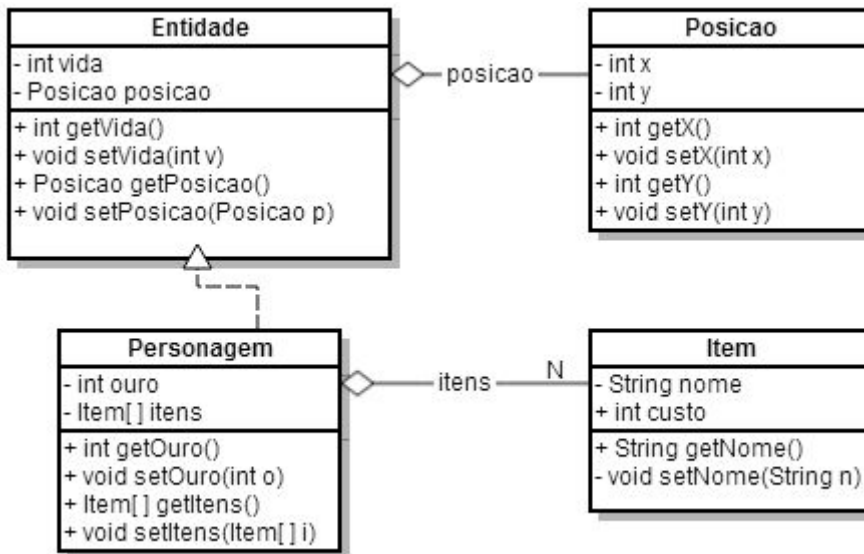 Entidade
- int vida
- Posicao posicao
+ int getVida()
+ void setVida(int v)
+ Posicao getPosicao()
+ void setPosicao(Posicao p)
posicao
Posicao
- int x
- int y
+ int getX()
+ void setX(int x)
+ int getY()
+ void setY(int y)
Personagem
- int ouro
- Item[ ] itens
+ int getOuro()
+ void setOuro(int o)
+ Item[ ] getItens()
+ void setItens(Item[ ] i)
itens
N
Item
- String nome
+ int custo
+ String getNome()
- void setNome(String n)